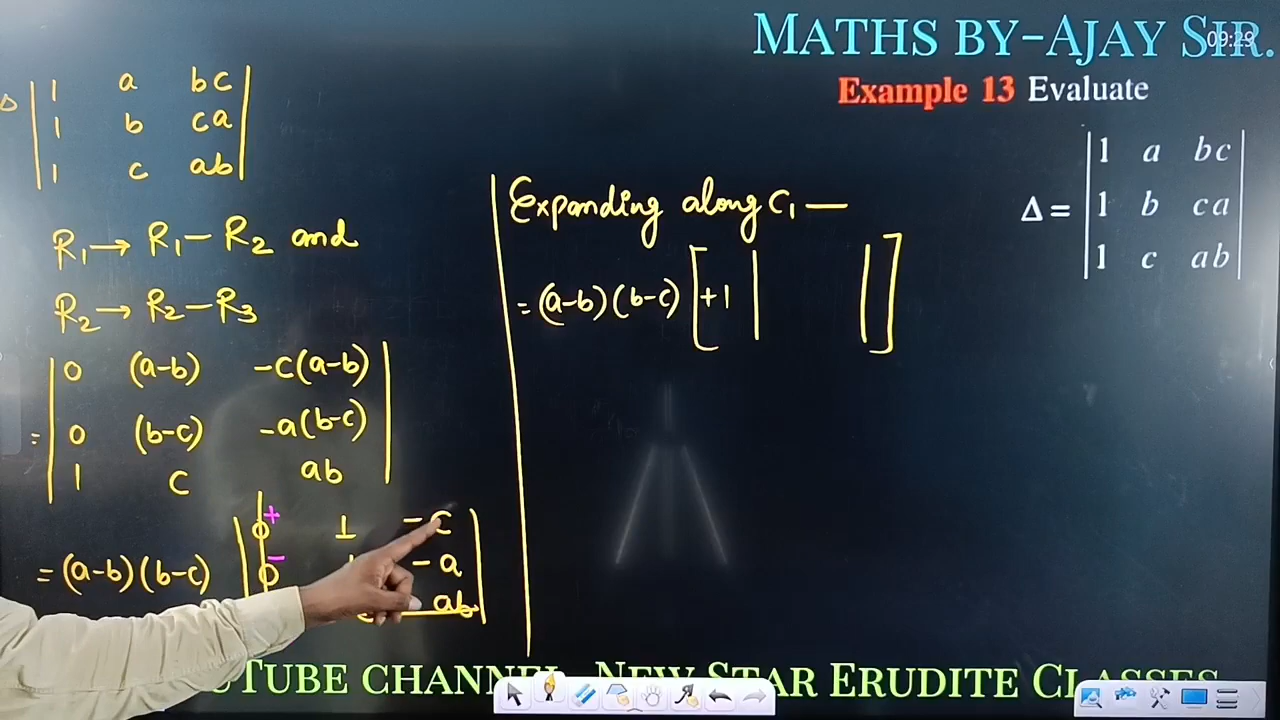 MATHS BY-AJAY SIR.
09:29
Example 13 Evaluate
Δ = | 1 a bc |
| 1 b ca |
| 1 c ab |
Δ | 1 a bc |
| 1 b ca |
| 1 c ab |
R₁ → R₁ - R₂ and
R₂ → R₂ - R₃
= | 0 (a-b) -c(a-b) |
| 0 (b-c) -a(b-c) |
| 1 c ab |
= (a-b)(b-c) | 0 1 -c |
| 0 -a |
| ab |
+
-
Expanding along C₁ —
= (a-b)(b-c) [ +1 | | ]
TUBE CHANNEL NEW STAR ERUDITE CLASSES